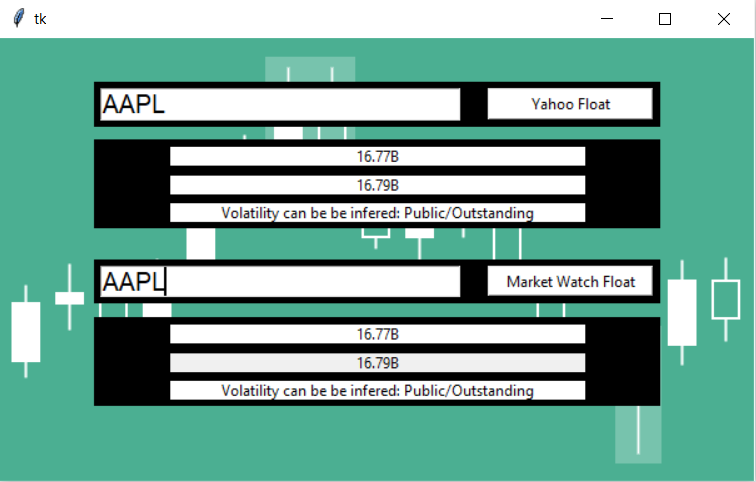 tk
AAPL
Yahoo Float
16.77B
16.79B
Volatility can be be infered: Public/Outstanding
AAPL
Market Watch Float
16.77B
16.79B
Volatility can be be infered: Public/Outstanding